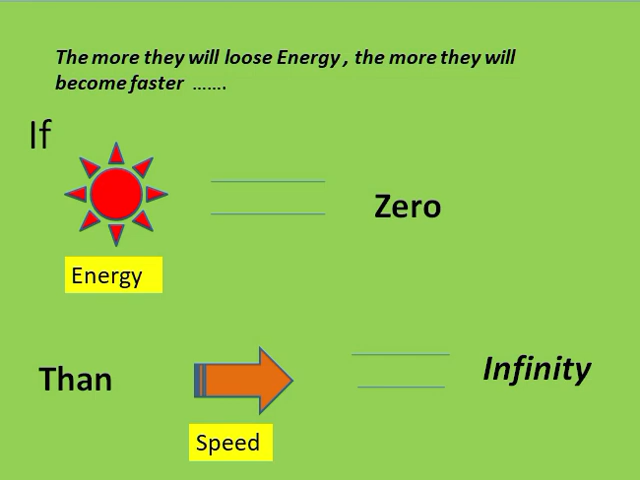 The more they will loose Energy , the more they will
become faster …….
If
Zero
Energy
Than
Infinity
Speed